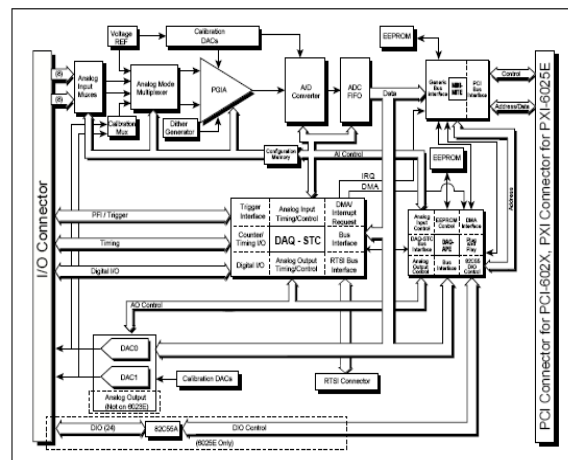 Voltage
REF
Calibration
DACs
EEPROM
(8)
(8)
Analog
Input
Muxes
Analog Mode
Multiplexer
PGIA
A/D
Converter
ADC
FIFO
Data
Generic
Bus
Interface
MINI-
MITE
PCI
Bus
Interface
Control
Address/Data
Calibration
Mux
Dither
Generator
Configuration
Memory
AI Control
EEPROM
IRQ
DMA
Address
I/O Connector
PCI Connector for PCI-602X, PXI Connector for PXI-6025E
PFI / Trigger
Timing
Digital I/O
Trigger
Interface
Analog Input
Timing/Control
DMA/
Interrupt
Request
Counter/
Timing I/O
DAQ - STC
Bus
Interface
Digital I/O
Analog Output
Timing/Control
RTSI Bus
Interface
Analog
Input
Control
EEPROM
Control
DMA
Interface
DAQ-STC
Bus
Interface
DAQ-
Plug
Play
Analog
Output
Control
Bus
Interface
82C55
DIO
Control
AO Control
DAC0
DAC1
Calibration DACs
Analog Output
(Not on 6023E)
RTSI Connector
DIO (24)
82C55A
DIO Control
(6025E Only)